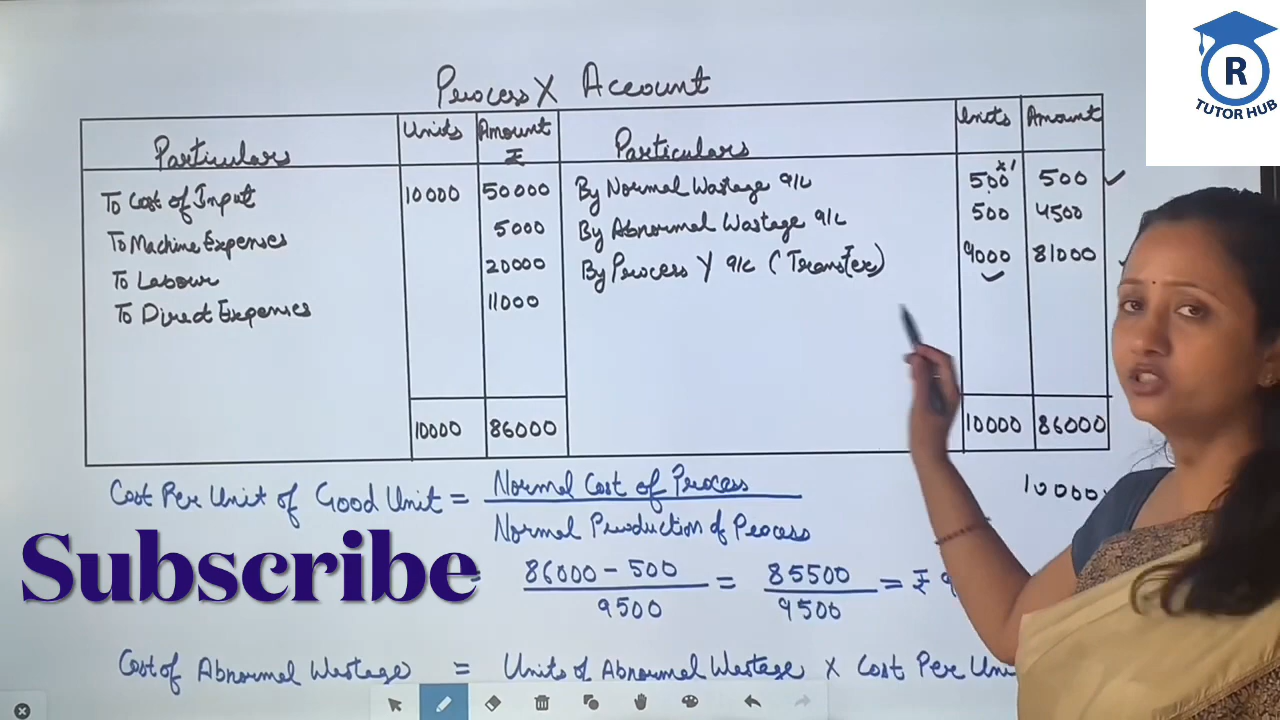 R
TUTOR HUB
Process X Account
Particulars Units Amount ₹ Particulars Units Amount
To Cost of Input 10000 50000 By Normal Wastage a/c 500 x1 500
To Machine Expenses 5000 By Abnormal Wastage a/c 500 4500
To Labour 20000 By Process Y a/c (Transfer) 9000 81000
To Direct Expenses 11000
10000 86000 10000 86000
10000
Cost Per Unit of Good Unit = Normal Cost of Process
Normal Production of Process
Subscribe
= 86000 - 500 = 85500 = ₹ 9
9500 9500
Cost of Abnormal Wastage = Units of Abnormal Wastage x Cost Per Uni